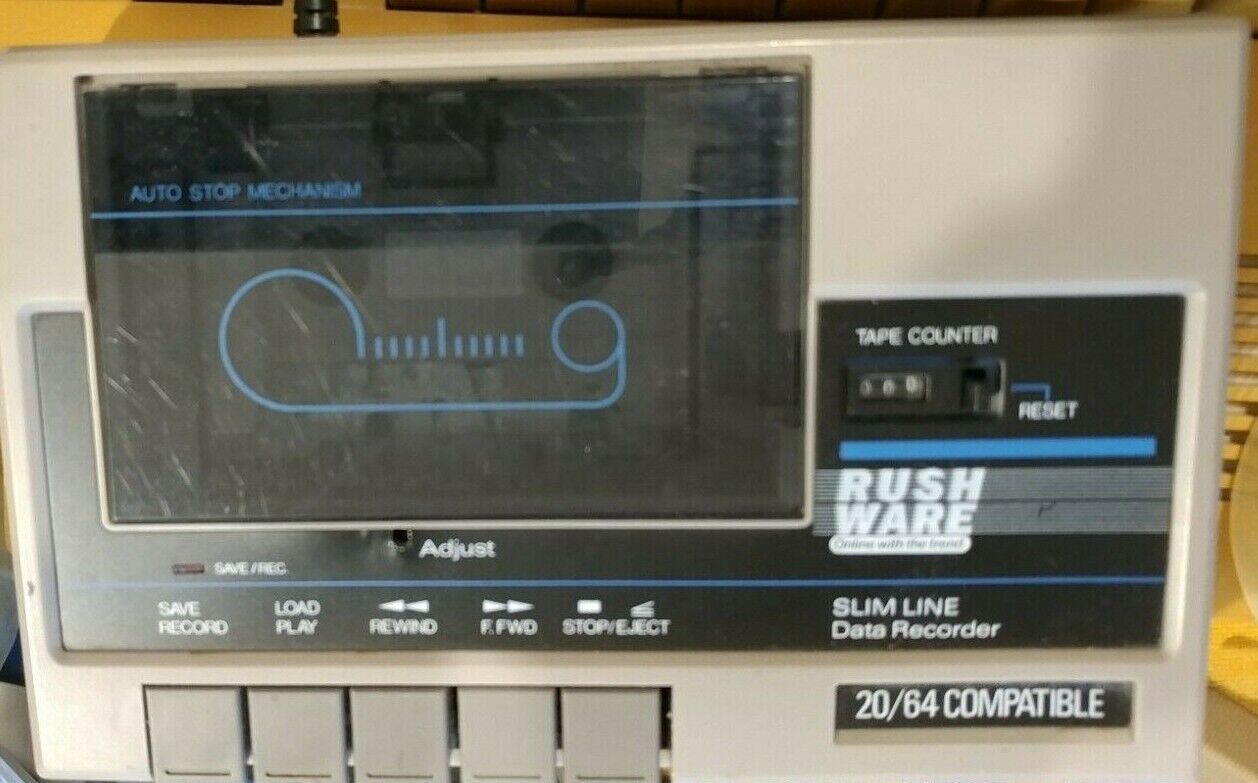 AUTO STOP MECHANISM
TAPE COUNTER
RESET
RUSH
WARE
Online with the trend
Adjust
SAVE/REC.
SAVE
RECORD
LOAD
PLAY
REWIND
F. FWD
STOP/EJECT
SLIM LINE
Data Recorder
20/64 COMPATIBLE